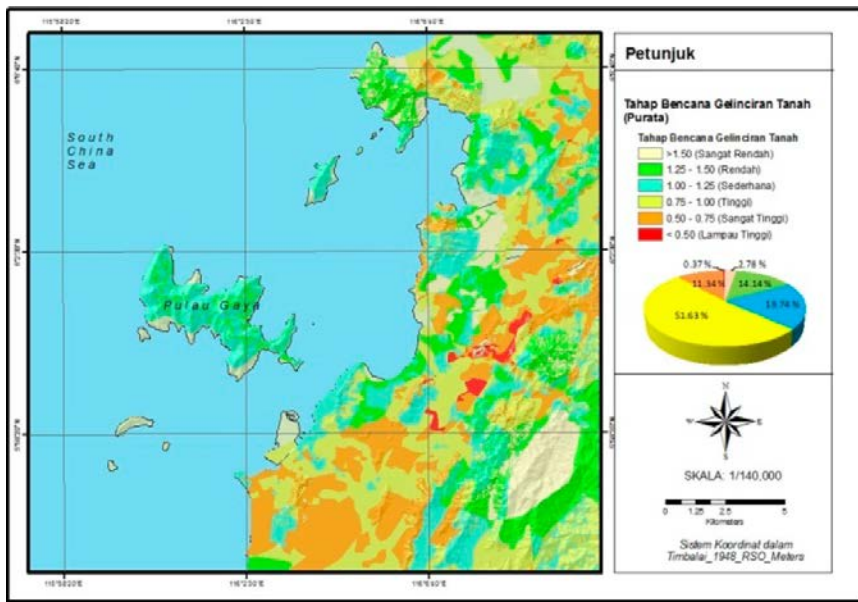 South
China
Sea
Pulau Gaya
Petunjuk
Tahap Bencana Gelinciran Tanah
(Purata)
Tahap Bencana Gelinciran Tanah
>1.50 (Sangat Rendah)
1.25 - 1.50 (Rendah)
1.00 - 1.25 (Sederhana)
0.75 - 1.00 (Tinggi)
0.50 - 0.75 (Sangat Tinggi)
< 0.50 (Lampau Tinggi)
0.37 %
2.78 %
11.34 %
14.14 %
19.74 %
51.63 %
N
S
SKALA: 1/140,000
0 1.25 2.5 5
Kilometers
Sistem Koordinat dalam
Timbalai_1948_RSO_Meters